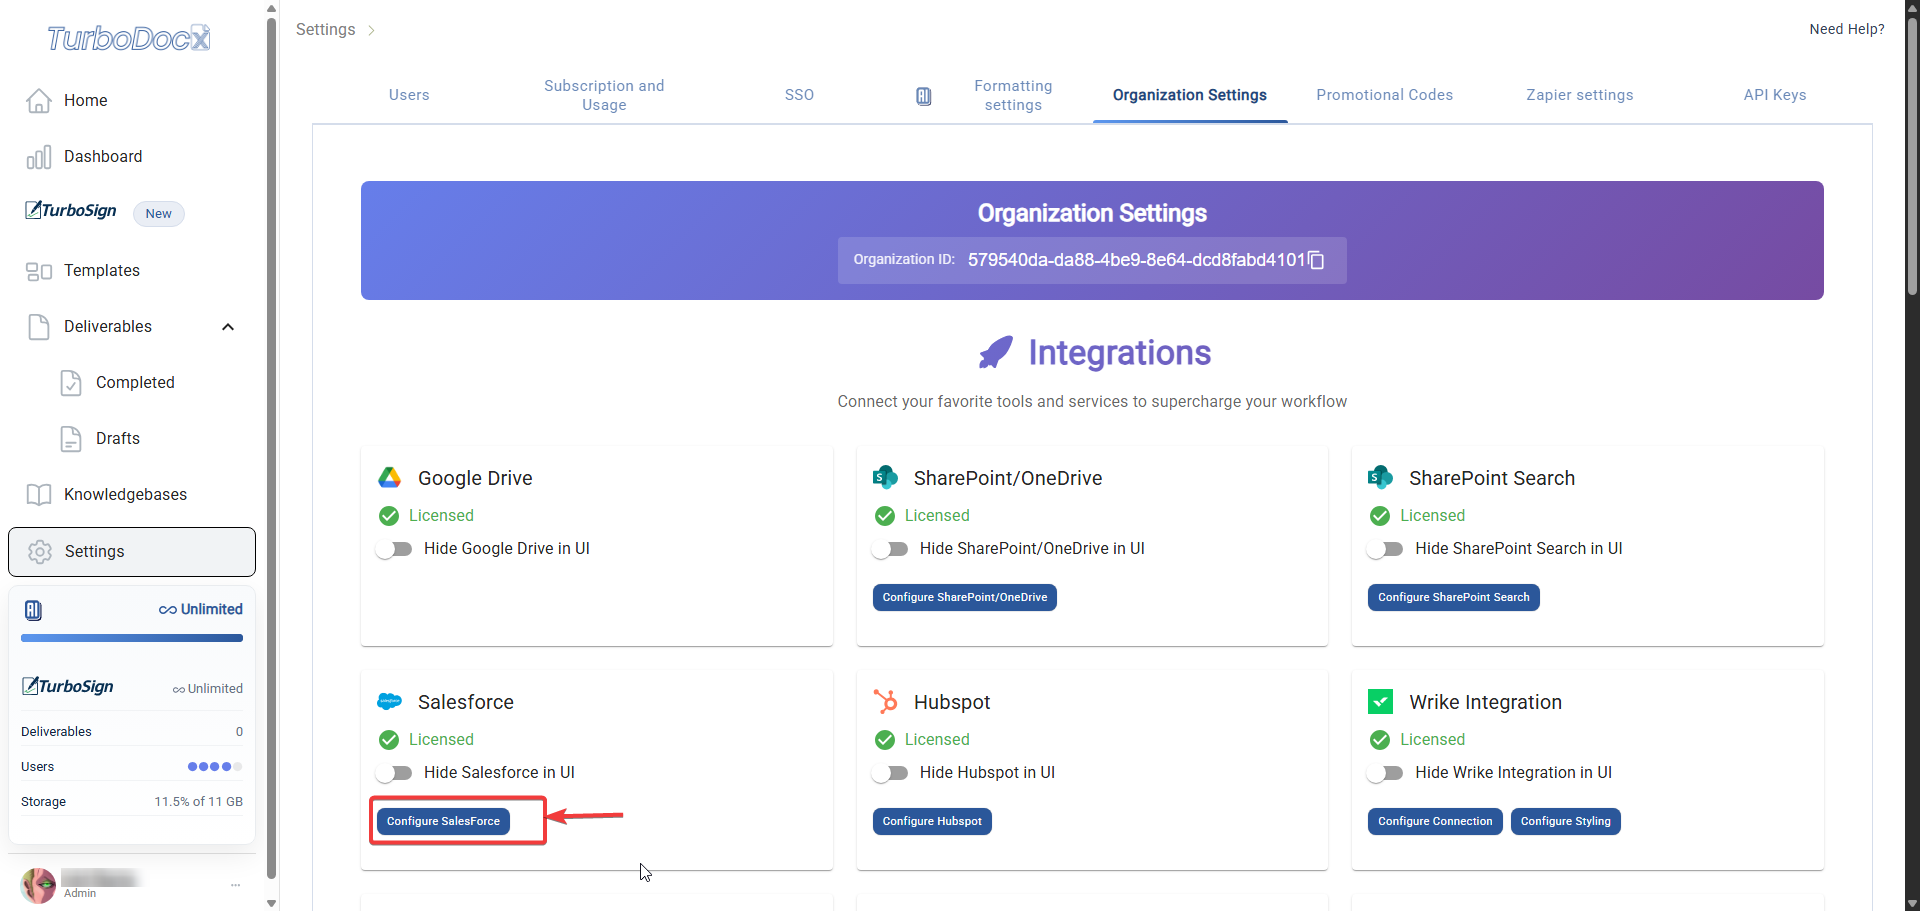 TurboDocx
Home
Dashboard
TurboSign
New
Templates
Deliverables
Completed
Drafts
Knowledgebases
Settings
Unlimited
TurboSign
Unlimited
Deliverables
0
Users
Storage
11.5% of 11 GB
Admin
...
Settings
Need Help?
Users
Subscription and
Usage
SSO
Formatting
settings
Organization Settings
Promotional Codes
Zapier settings
API Keys
Organization Settings
Organization ID: 579540da-da88-4be9-8e64-dcd8fabd4101
Integrations
Connect your favorite tools and services to supercharge your workflow
Google Drive
Licensed
Hide Google Drive in UI
SharePoint/OneDrive
Licensed
Hide SharePoint/OneDrive in UI
Configure SharePoint/OneDrive
SharePoint Search
Licensed
Hide SharePoint Search in UI
Configure SharePoint Search
Salesforce
Licensed
Hide Salesforce in UI
Configure SalesForce
Hubspot
Licensed
Hide Hubspot in UI
Configure Hubspot
Wrike Integration
Licensed
Hide Wrike Integration in UI
Configure Connection
Configure Styling